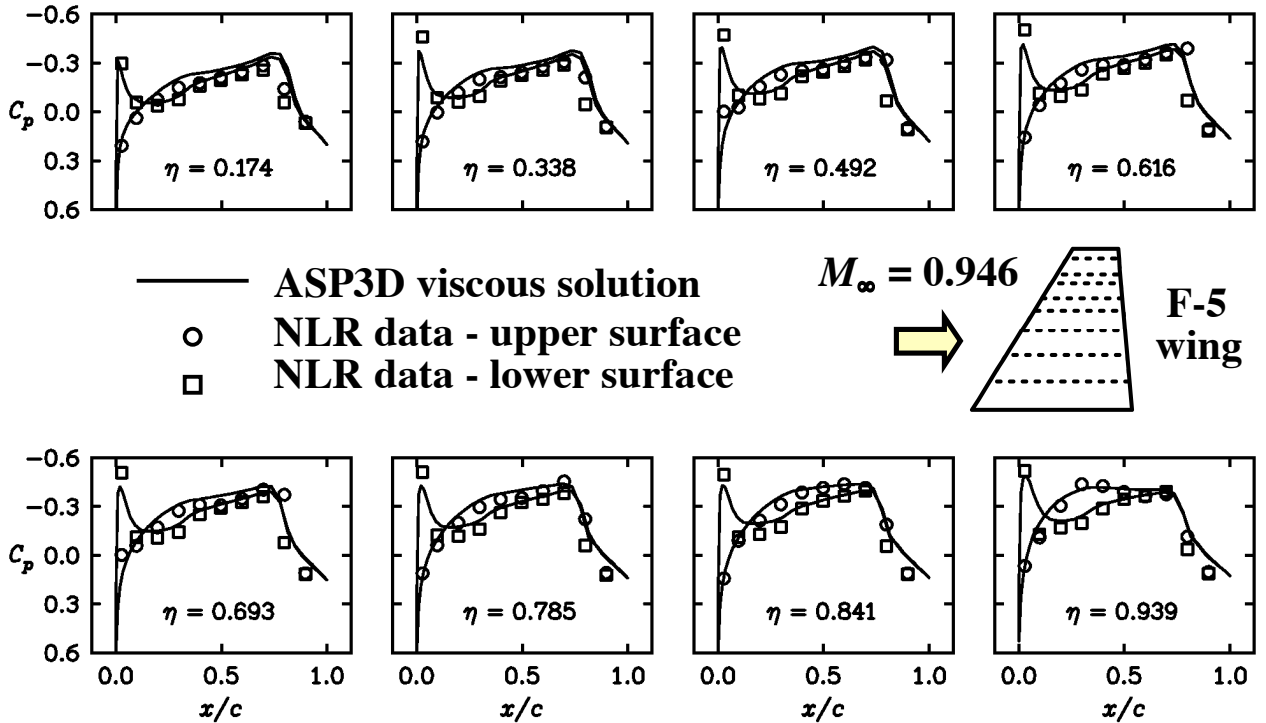 −0.6
−0.3
0.0
0.3
0.6
C_p
η = 0.174
η = 0.338
η = 0.492
η = 0.616
ASP3D viscous solution
NLR data - upper surface
NLR data - lower surface
M∞ = 0.946
F-5
wing
−0.6
−0.3
0.0
0.3
0.6
C_p
η = 0.693
η = 0.785
η = 0.841
η = 0.939
0.0 0.5 1.0 0.0 0.5 1.0 0.0 0.5 1.0 0.0 0.5 1.0
x/c x/c x/c x/c